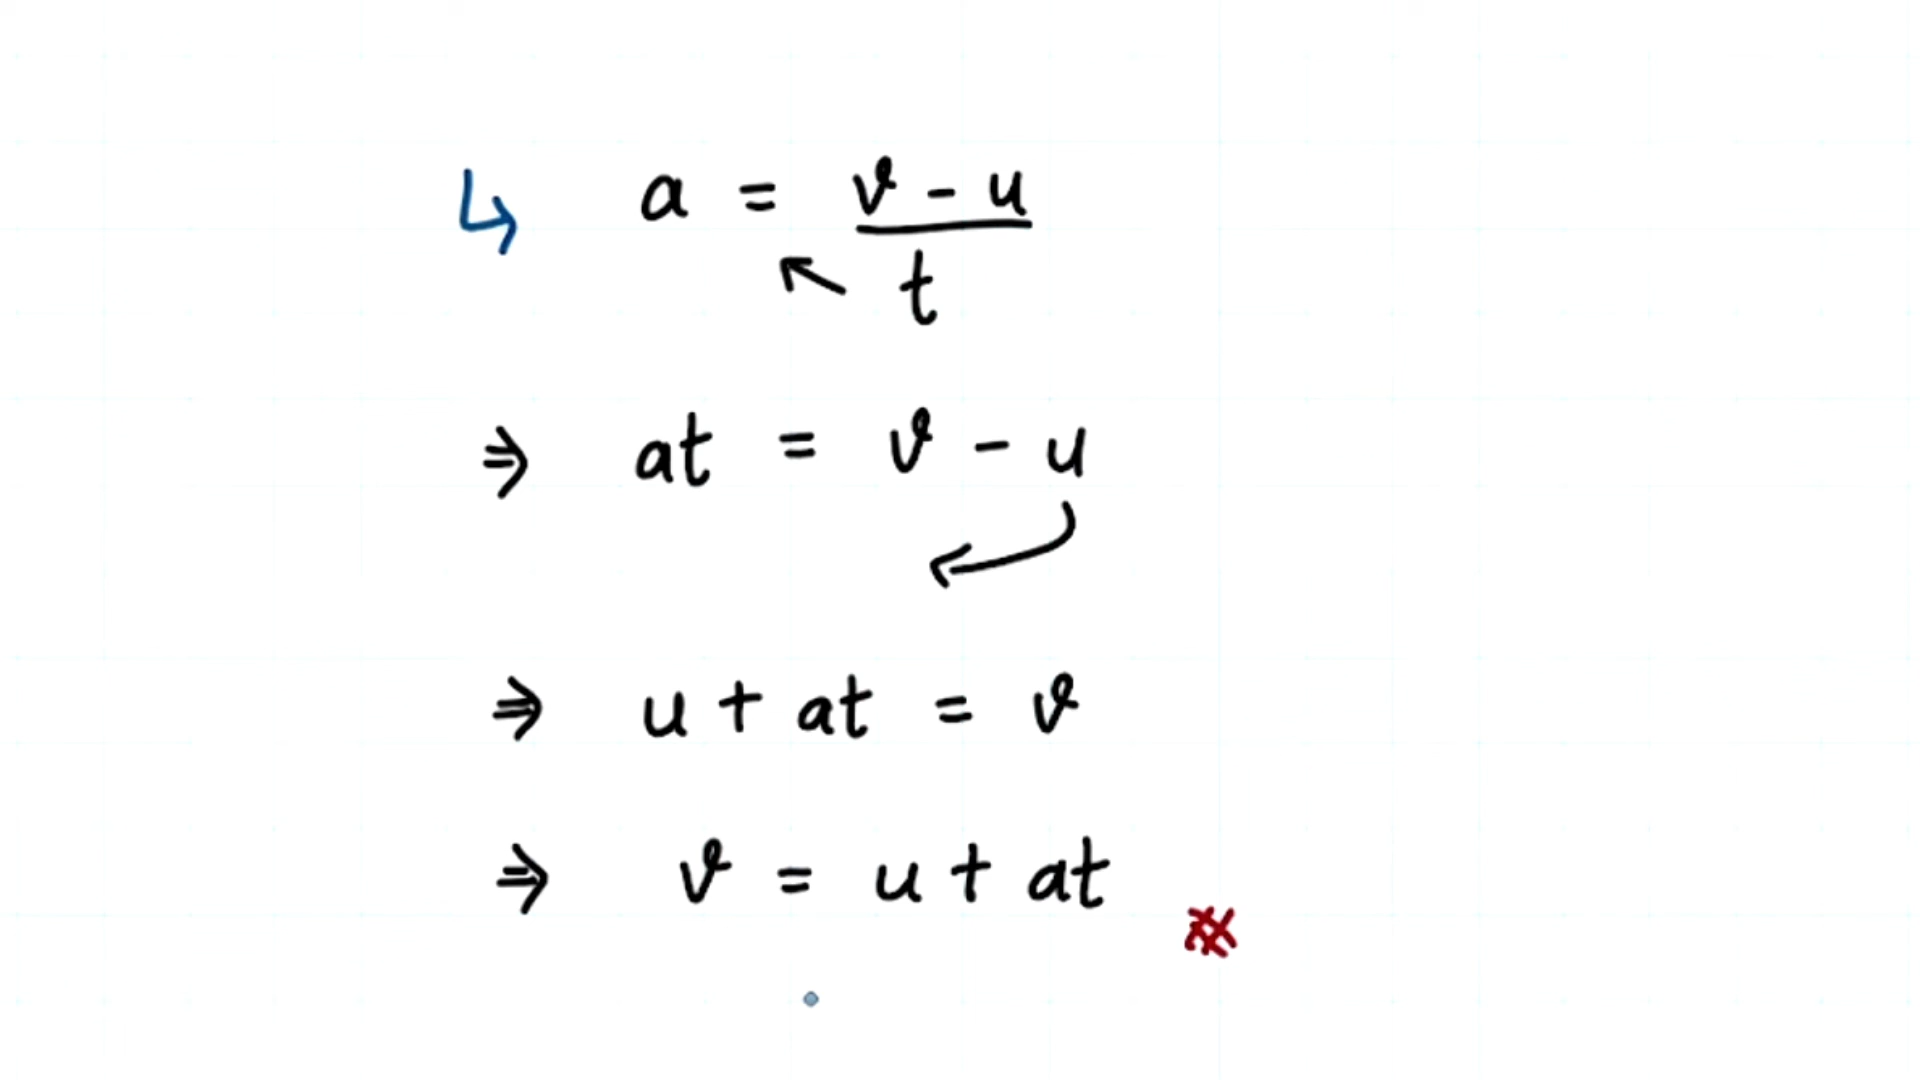 ↳ a = v - u / t
⇒ at = v - u
⇒ u + at = v
⇒ v = u + at